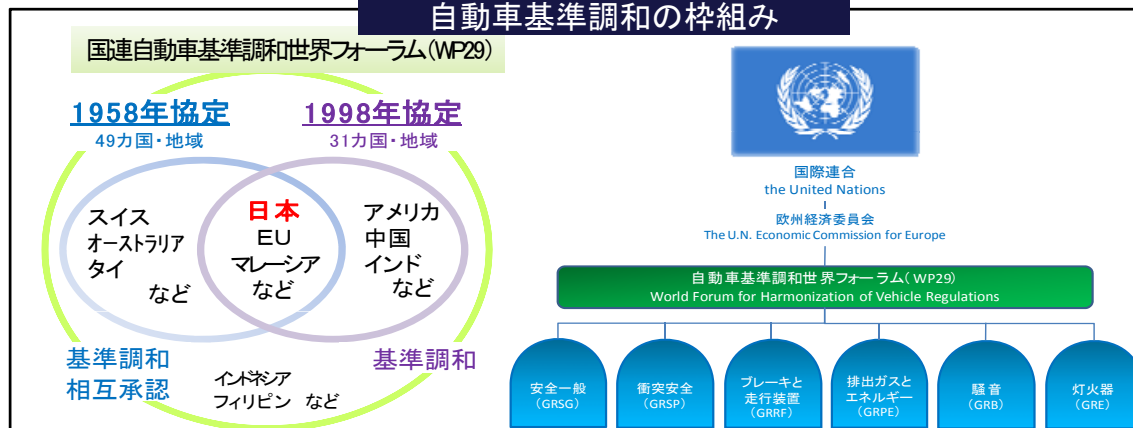 自動車基準調和の枠組み
国連自動車基準調和世界フォーラム(WP29)
1958年協定
49カ国・地域
1998年協定
31カ国・地域
スイス
オーストラリア
タイ
など
日本
EU
マレーシア
など
アメリカ
中国
インド
など
基準調和
相互承認
基準調和
インドネシア
フィリピン など
国際連合
the United Nations
欧州経済委員会
The U.N. Economic Commission for Europe
自動車基準調和世界フォーラム(WP29)
World Forum for Harmonization of Vehicle Regulations
安全一般
(GRSG)
衝突安全
(GRSP)
ブレーキと
走行装置
(GRRF)
排出ガスと
エネルギー
(GRPE)
騒音
(GRB)
灯火器
(GRE)